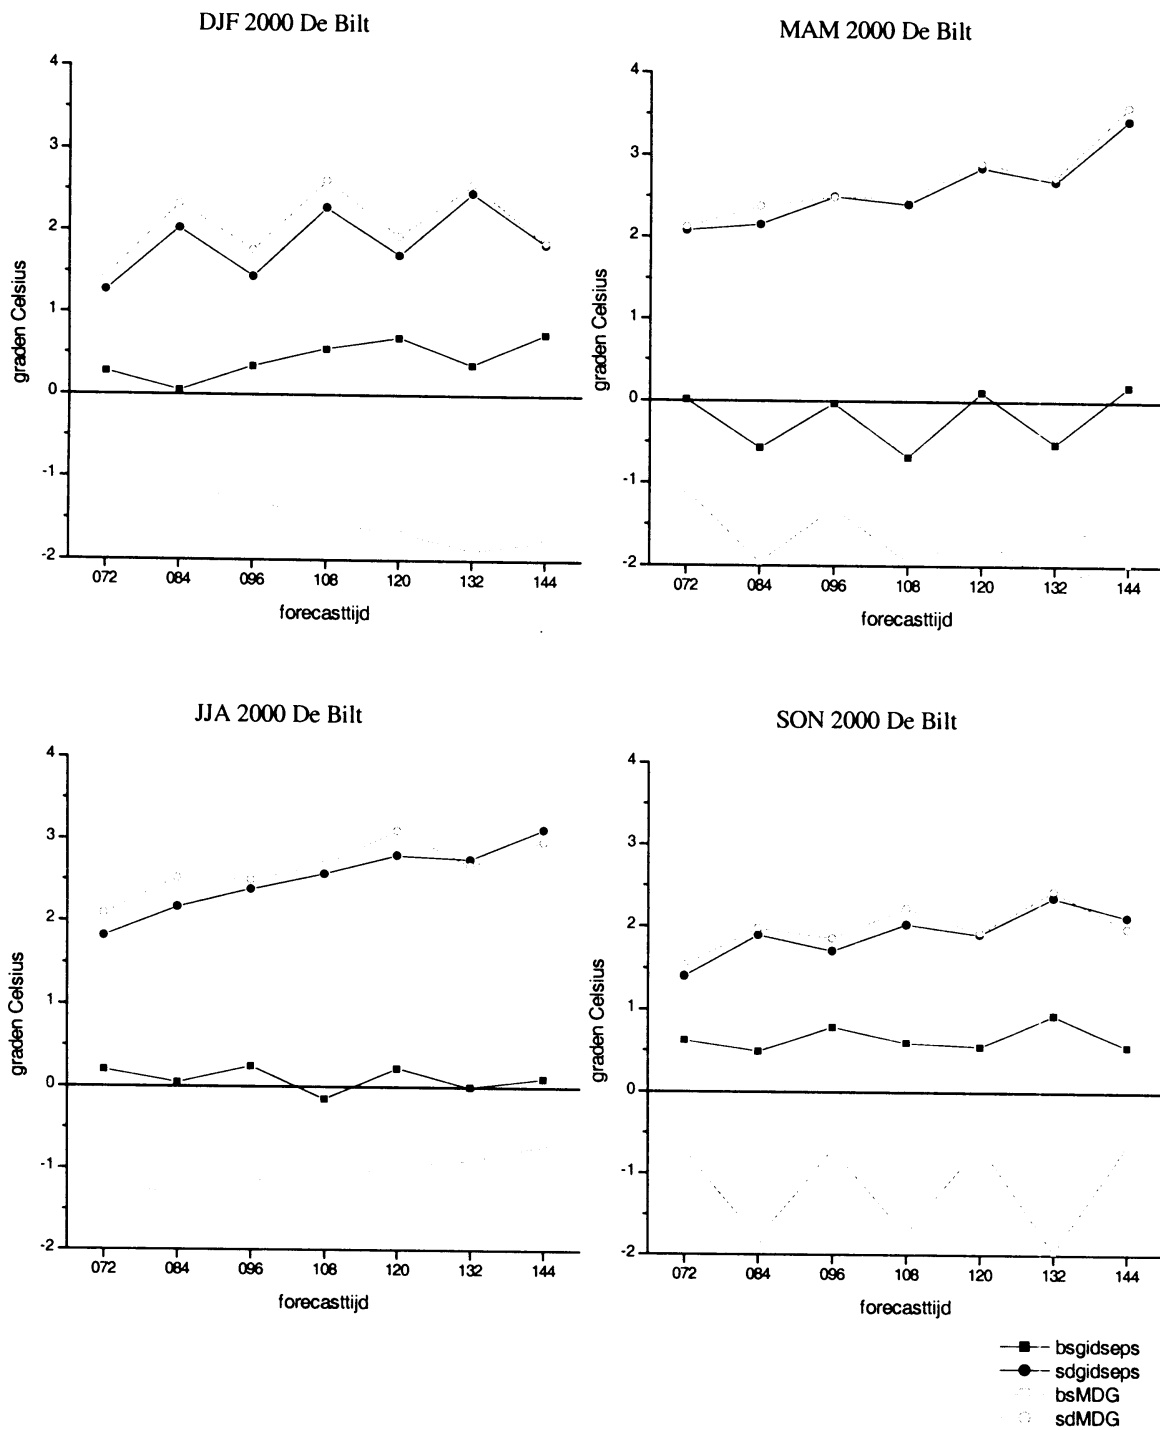 DJF 2000 De Bilt
4
3
2
1
0
-1
-2
graden Celsius
072 084 096 108 120 132 144
forecasttijd
MAM 2000 De Bilt
4
3
2
1
0
-1
-2
graden Celsius
072 084 096 108 120 132 144
forecasttijd
JJA 2000 De Bilt
4
3
2
1
0
-1
-2
graden Celsius
072 084 096 108 120 132 144
forecasttijd
SON 2000 De Bilt
4
3
2
1
0
-1
-2
graden Celsius
072 084 096 108 120 132 144
forecasttijd
bsgidseps
sdgidseps
bsMDG
sdMDG